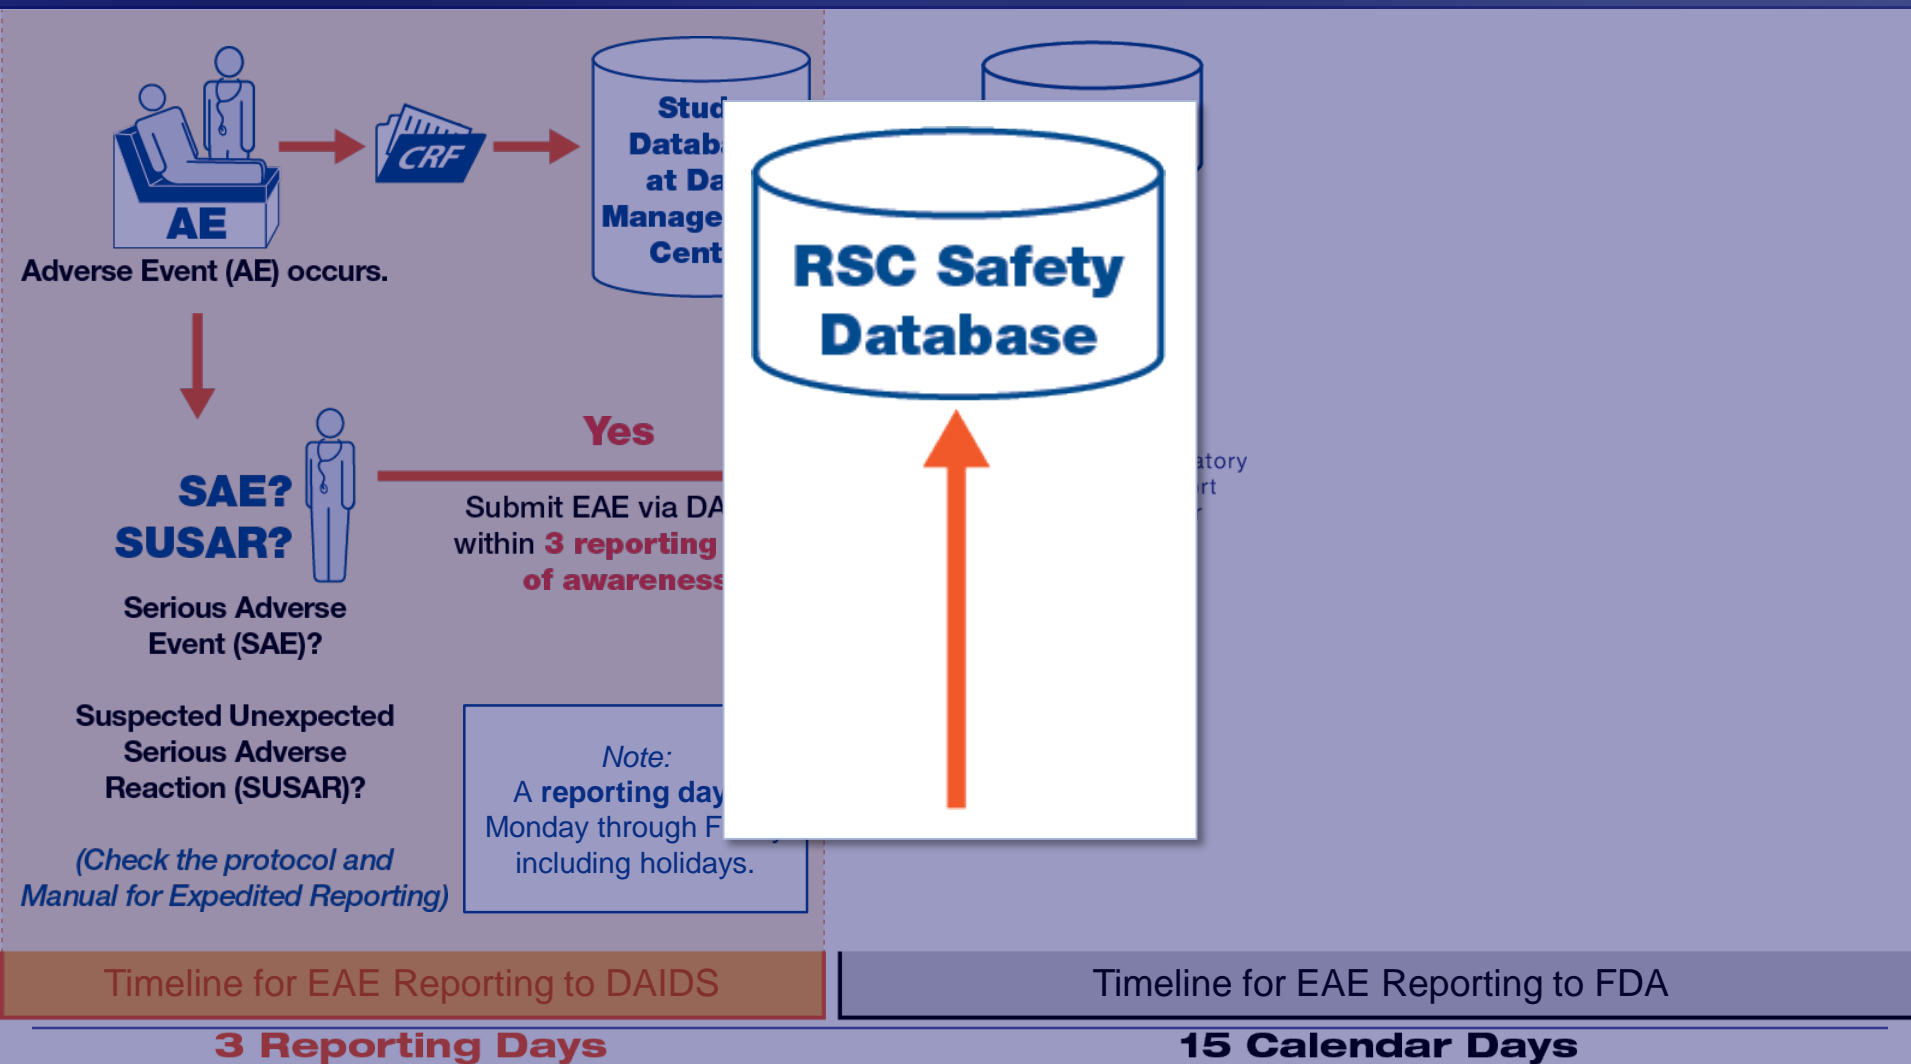 AE
Adverse Event (AE) occurs.
CRF
Stud
Datab
at Da
Manage
Cent
RSC Safety
Database
SAE?
SUSAR?
Serious Adverse
Event (SAE)?
Suspected Unexpected
Serious Adverse
Reaction (SUSAR)?
(Check the protocol and
Manual for Expedited Reporting)
Yes
Submit EAE via DA
within 3 reporting
of awareness
Note:
A reporting day
Monday through F
including holidays.
atory
rt
Timeline for EAE Reporting to DAIDS
3 Reporting Days
Timeline for EAE Reporting to FDA
15 Calendar Days